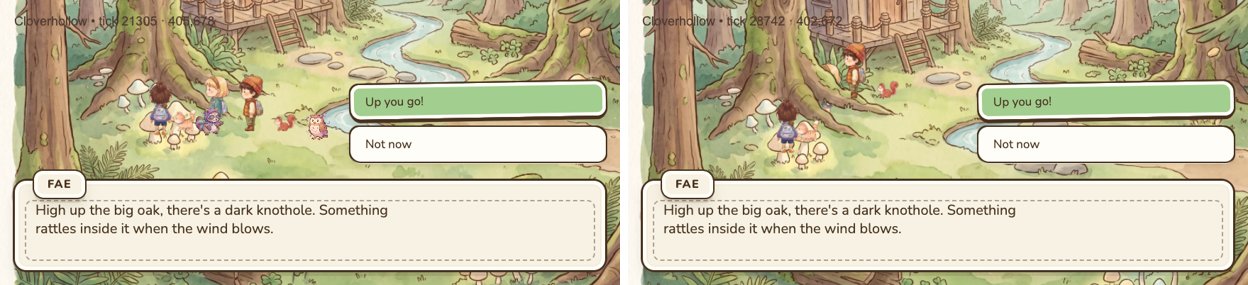 Cloverhollow • tick 21305 · 405,678
Up you go!
Not now
FAE
High up the big oak, there's a dark knothole. Something
rattles inside it when the wind blows.
Cloverhollow • tick 28742 · 402,672
Up you go!
Not now
FAE
High up the big oak, there's a dark knothole. Something
rattles inside it when the wind blows.